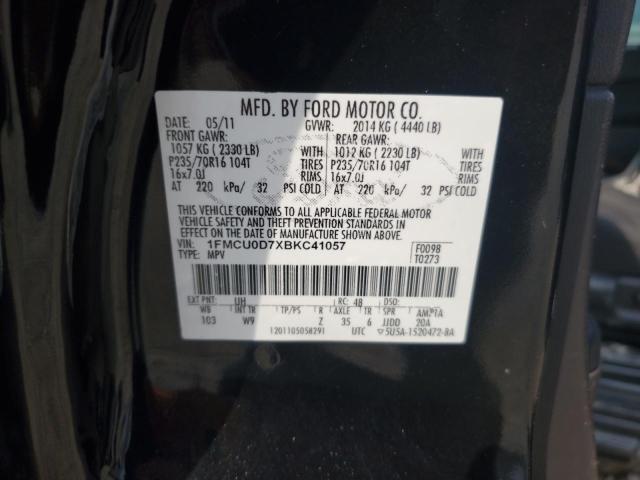 MFD. BY FORD MOTOR CO.
DATE: 05/11 GVWR: 2014 KG ( 4440 LB)
FRONT GAWR: REAR GAWR:
1057 KG ( 2330 LB) WITH 1012 KG ( 2230 LB) WITH
P235/70R16 104T TIRES P235/70R16 104T TIRES
16x7.0J RIMS 16x7.0J RIMS
AT 220 kPa/ 32 PSI COLD AT 220 kPa/ 32 PSI COLD
THIS VEHICLE CONFORMS TO ALL APPLICABLE FEDERAL MOTOR
VEHICLE SAFETY AND THEFT PREVENTION STANDARDS IN EFFECT ON
THE DATE OF MANUFACTURE SHOWN ABOVE.
VIN: 1FMCU0D7XBKC41057 F0098
TYPE: MPV T0273
EXT PNT: UH RC: 48 DSO:
WB INT TR TP/PS R AXLE TR SPR
103 W9 Z 35 6 JJDD 20A
1201105058291 UTC ▽5U5A-1520472-BA